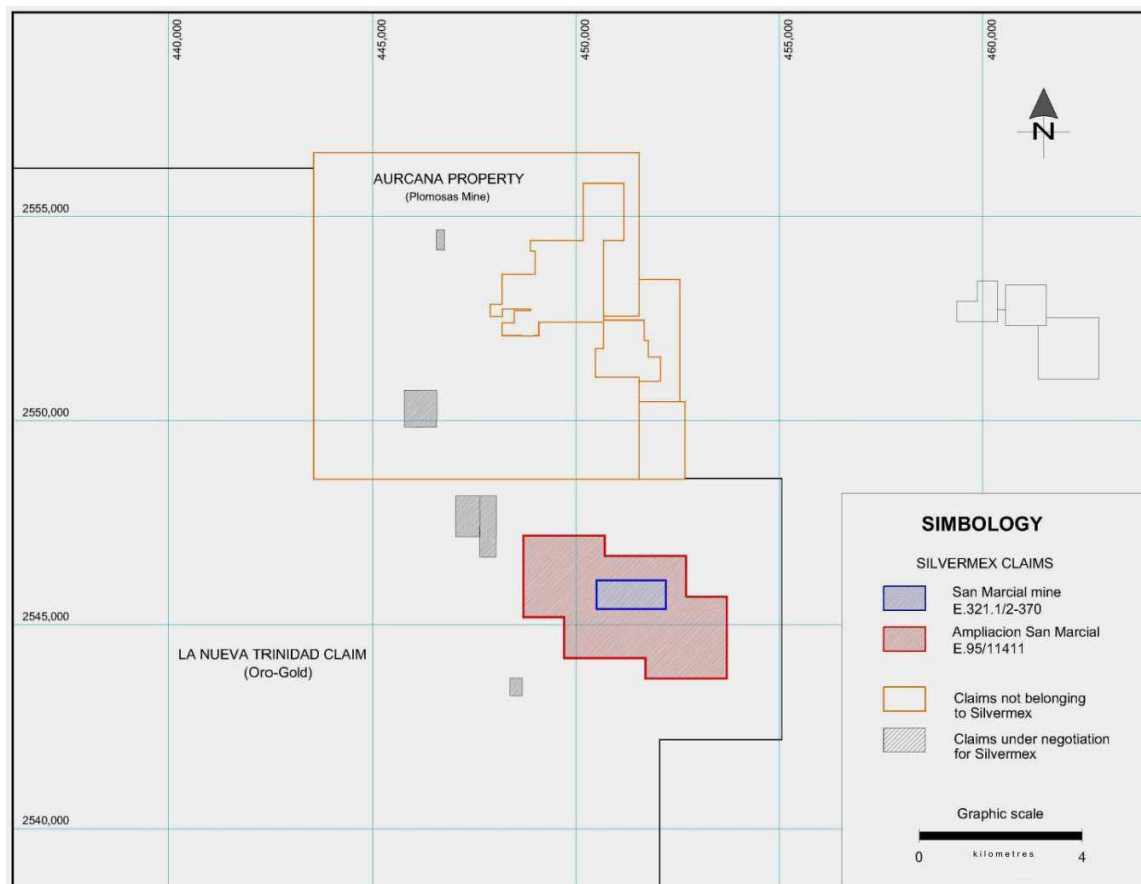 440,000
445,000
450,000
455,000
460,000
N
AURCANA PROPERTY
(Plomosas Mine)
2555,000
2550,000
2545,000
LA NUEVA TRINIDAD CLAIM
(Oro-Gold)
2540,000
SIMBOLOGY
SILVERMEX CLAIMS
San Marcial mine
E.321.1/2-370
Ampliacion San Marcial
E.95/11411
Claims not belonging
to Silvermex
Claims under negotiation
for Silvermex
Graphic scale
0 kilometres 4